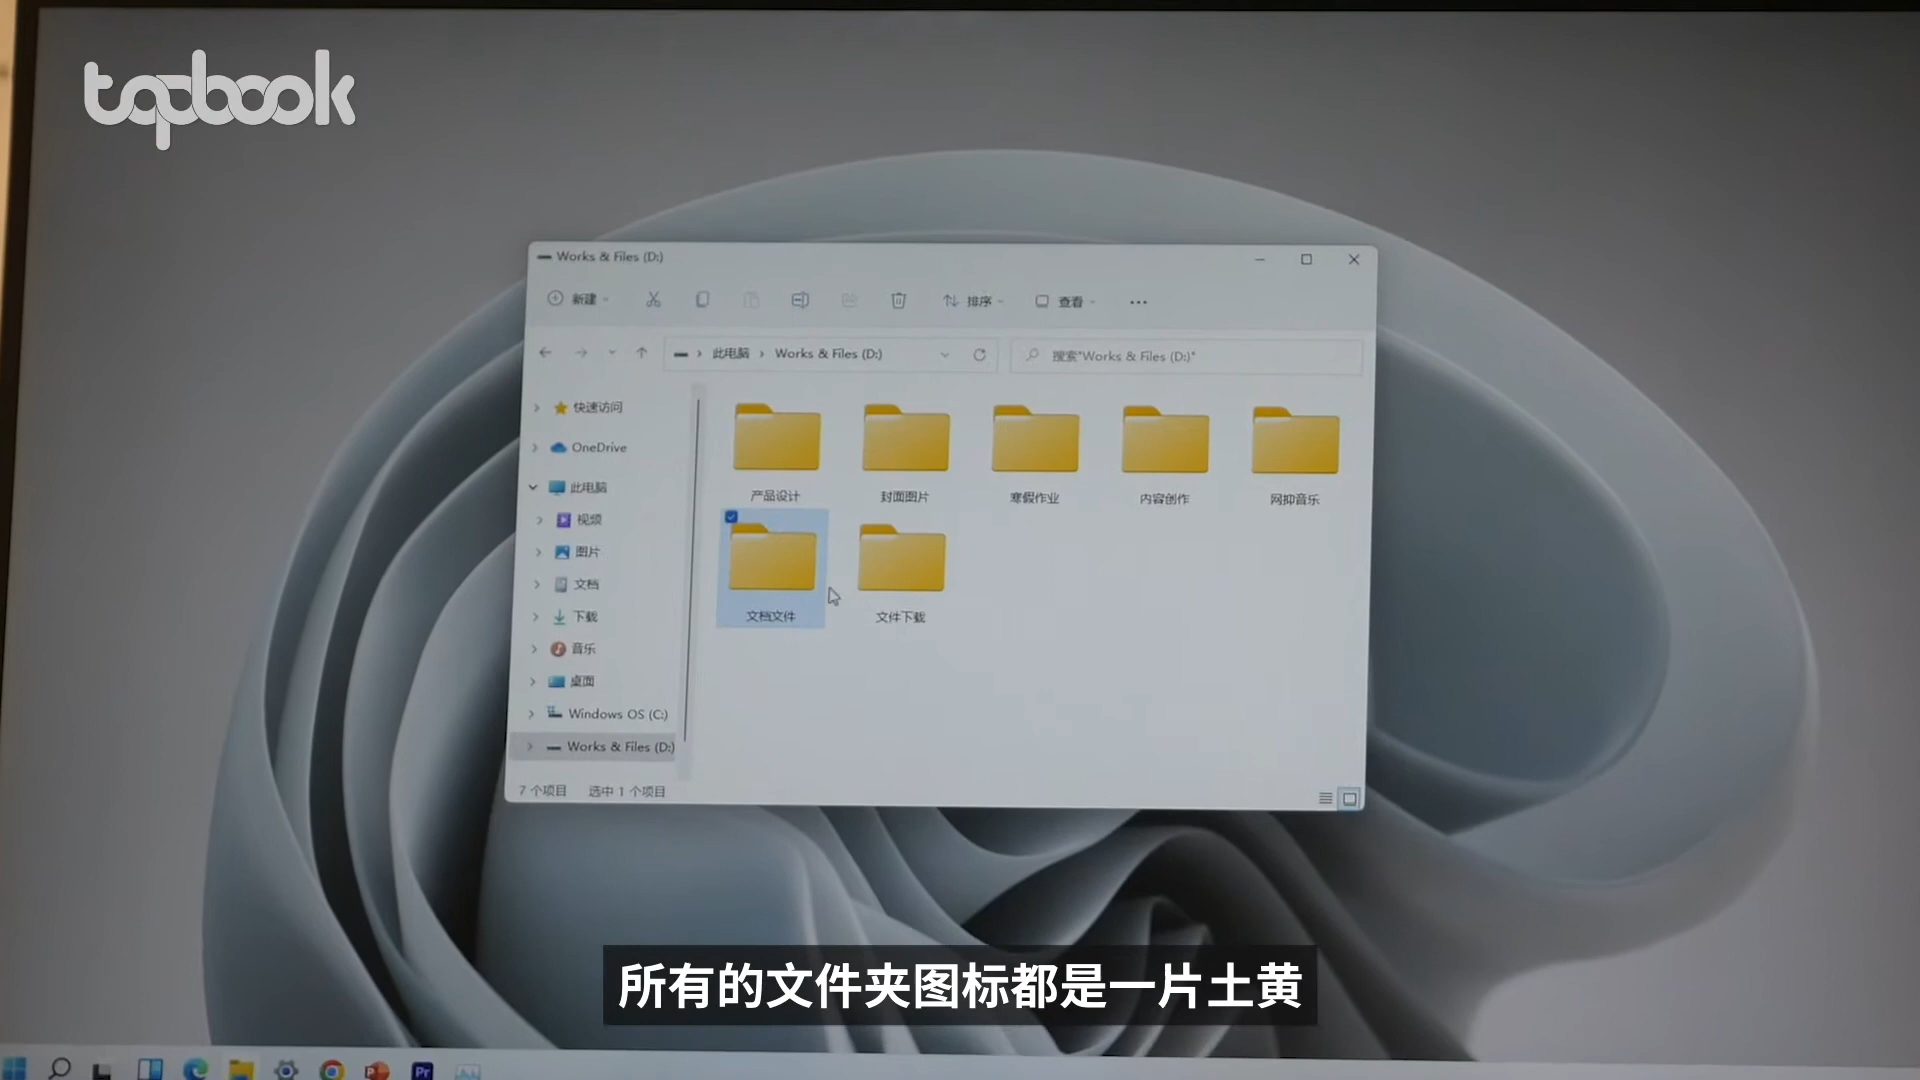 topbook
Works & Files (D:)
新建
排序
查看
此电脑 › Works & Files (D:)
搜索"Works & Files (D:)"
快速访问
OneDrive
此电脑
视频
图片
文档
下载
音乐
桌面
Windows OS (C:)
Works & Files (D:)
产品设计
封面图片
寒假作业
内容创作
网抑音乐
文档文件
文件下载
7 个项目
选中 1 个项目
所有的文件夹图标都是一片土黄
P
Pr